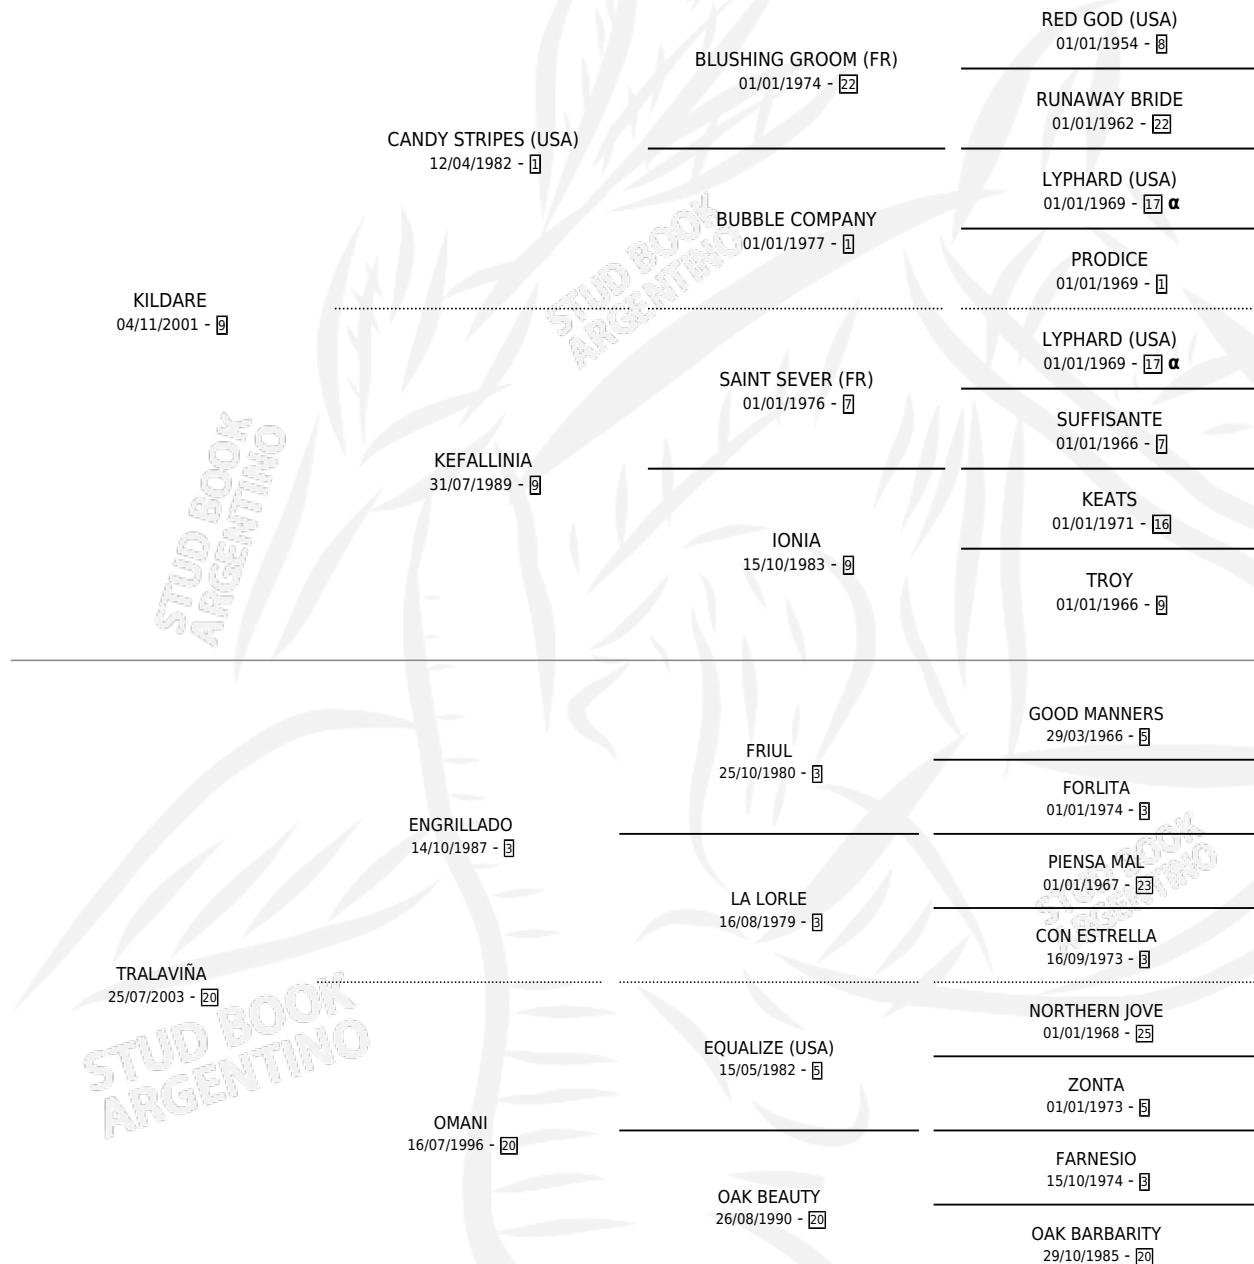 RED GOD (USA)
01/01/1954 - 8
BLUSHING GROOM (FR)
01/01/1974 - 22
RUNAWAY BRIDE
01/01/1962 - 22
CANDY STRIPES (USA)
12/04/1982 - 1
LYPHARD (USA)
01/01/1969 - 17 α
BUBBLE COMPANY
01/01/1977 - 1
PRODICE
01/01/1969 - 1
KILDARE
04/11/2001 - 9
LYPHARD (USA)
01/01/1969 - 17 α
SAINT SEVER (FR)
01/01/1976 - 7
SUFFISANTE
01/01/1966 - 7
KEFALLINIA
31/07/1989 - 9
KEATS
01/01/1971 - 16
IONIA
15/10/1983 - 9
TROY
01/01/1966 - 9
GOOD MANNERS
29/03/1966 - 5
FRIUL
25/10/1980 - 3
FORLITA
01/01/1974 - 3
ENGRILLADO
14/10/1987 - 3
PIENSA MAL
01/01/1967 - 23
LA LORLE
16/08/1979 - 3
CON ESTRELLA
16/09/1973 - 3
TRALAVIÑA
25/07/2003 - 20
NORTHERN JOVE
01/01/1968 - 25
EQUALIZE (USA)
15/05/1982 - 5
ZONTA
01/01/1973 - 5
OMANI
16/07/1996 - 20
FARNESIO
15/10/1974 - 3
OAK BEAUTY
26/08/1990 - 20
OAK BARBARITY
29/10/1985 - 20
STUD BOOK
ARGENTINO
STUD BOOK
ARGENTINO
STUD BOOK
ARGENTINO
STUD BOOK
ARGENTINO